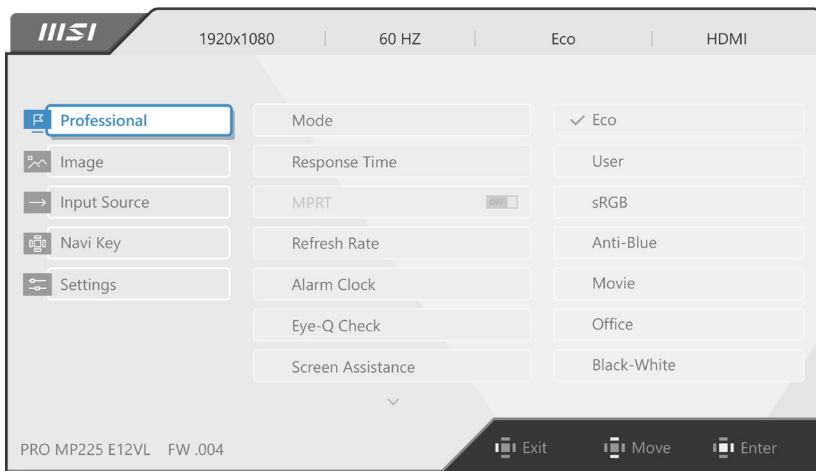 msi
1920x1080 60 HZ Eco HDMI
Professional
Image
Input Source
Navi Key
Settings
Mode
Response Time
MPRT OFF
Refresh Rate
Alarm Clock
Eye-Q Check
Screen Assistance
Eco
User
sRGB
Anti-Blue
Movie
Office
Black-White
PRO MP225 E12VL FW .004
Exit Move Enter